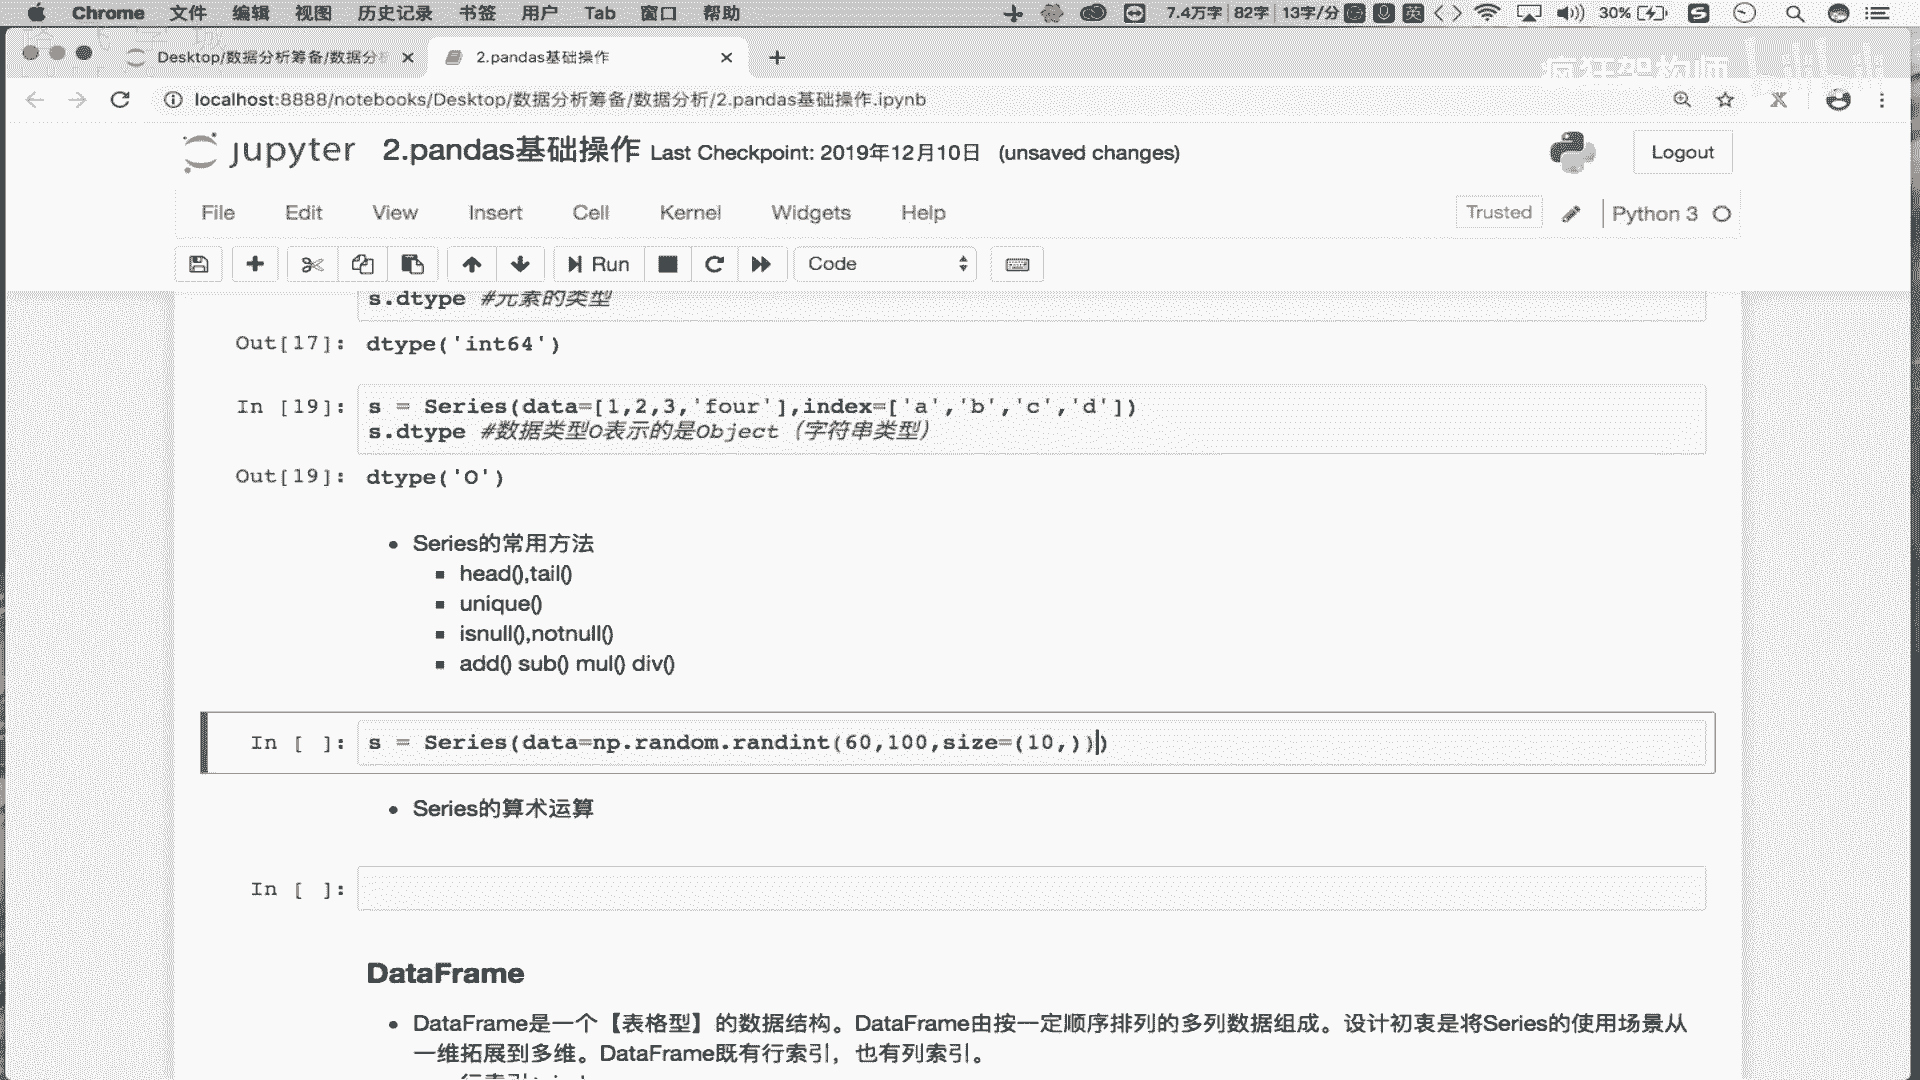 Chrome 文件 编辑 视图 历史记录 书签 用户 Tab 窗口 帮助 7.4万字 82字 13字/分 英 30%
Desktop/数据分析筹备/数据分析 2.pandas基础操作
疯狂架构师 bilibili
localhost:8888/notebooks/Desktop/数据分析筹备/数据分析/2.pandas基础操作.ipynb
jupyter 2.pandas基础操作 Last Checkpoint: 2019年12月10日 (unsaved changes) Logout
File Edit View Insert Cell Kernel Widgets Help Trusted Python 3
Run Code
s.dtype #元素的类型
Out[17]: dtype('int64')
In [19]: s = Series(data=[1,2,3,'four'],index=['a','b','c','d'])
s.dtype #数据类型O表示的是Object（字符串类型）
Out[19]: dtype('O')
• Series的常用方法
▪ head(),tail()
▪ unique()
▪ isnull(),notnull()
▪ add() sub() mul() div()
In [ ]: s = Series(data=np.random.randint(60,100,size=(10,)))
• Series的算术运算
In [ ]:
DataFrame
• DataFrame是一个【表格型】的数据结构。DataFrame由按一定顺序排列的多列数据组成。设计初衷是将Series的使用场景从
一维拓展到多维。DataFrame既有行索引，也有列索引。